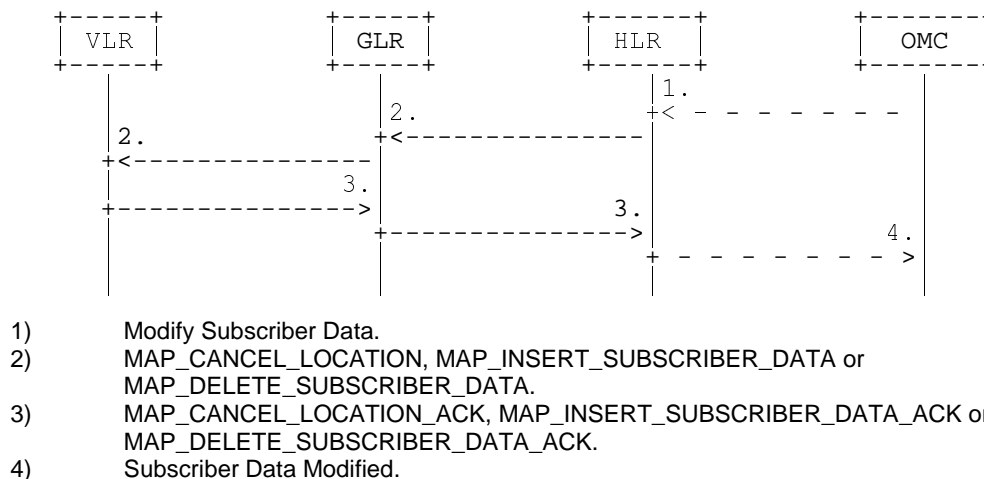 VLR GLR HLR OMC
1.
2.
2.
3.
3.
4.
1) Modify Subscriber Data.
2) MAP_CANCEL_LOCATION, MAP_INSERT_SUBSCRIBER_DATA or
MAP_DELETE_SUBSCRIBER_DATA.
3) MAP_CANCEL_LOCATION_ACK, MAP_INSERT_SUBSCRIBER_DATA_ACK or
MAP_DELETE_SUBSCRIBER_DATA_ACK.
4) Subscriber Data Modified.